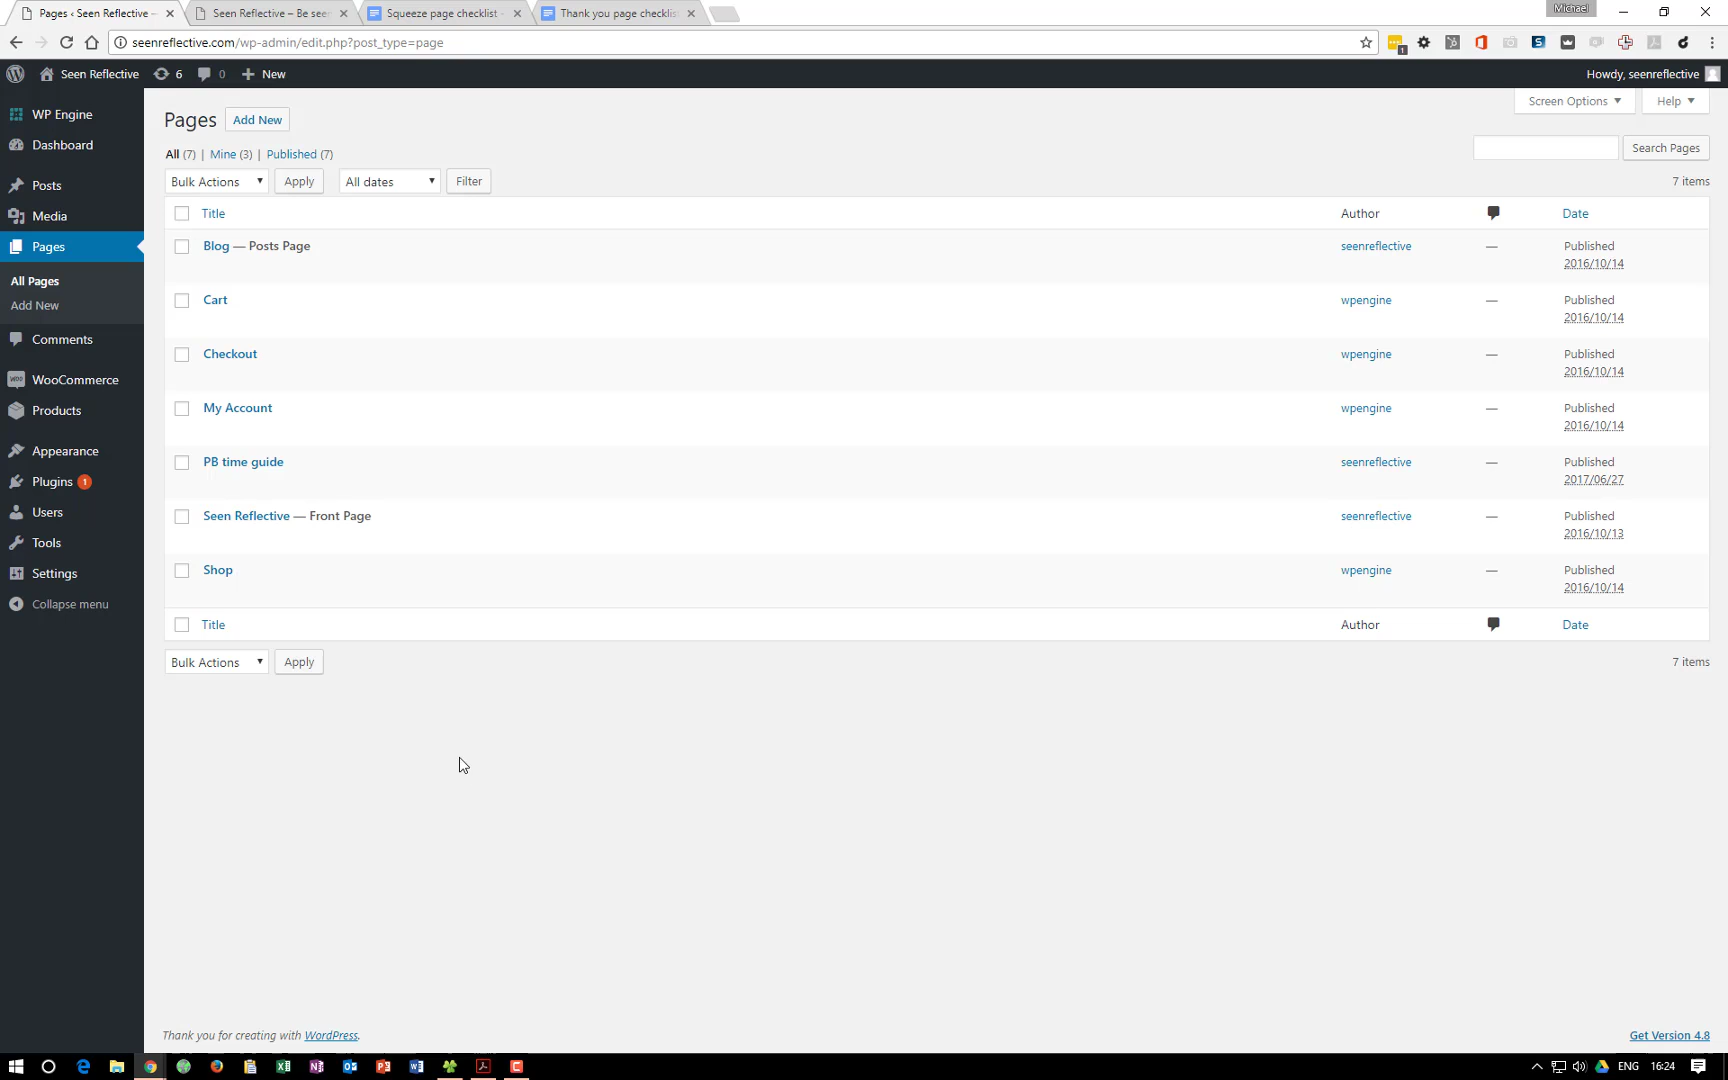 Pages ‹ Seen Reflective –
Seen Reflective – Be seen
Squeeze page checklist -
Thank you page checklis
Michael
seenreflective.com/wp-admin/edit.php?post_type=page
1
Seen Reflective
6
0
New
Howdy, seenreflective
WP Engine
Dashboard
Posts
Media
Pages
All Pages
Add New
Comments
WooCommerce
Products
Appearance
Plugins 1
Users
Tools
Settings
Collapse menu
Screen Options
Help
Pages
Add New
All (7) | Mine (3) | Published (7)
Search Pages
Bulk Actions
Apply
All dates
Filter
7 items
Title
Author
Date
Blog — Posts Page
seenreflective
—
Published
2016/10/14
Cart
wpengine
—
Published
2016/10/14
Checkout
wpengine
—
Published
2016/10/14
My Account
wpengine
—
Published
2016/10/14
PB time guide
seenreflective
—
Published
2017/06/27
Seen Reflective — Front Page
seenreflective
—
Published
2016/10/13
Shop
wpengine
—
Published
2016/10/14
Title
Author
Date
Bulk Actions
Apply
7 items
Thank you for creating with WordPress.
Get Version 4.8
ENG
16:24